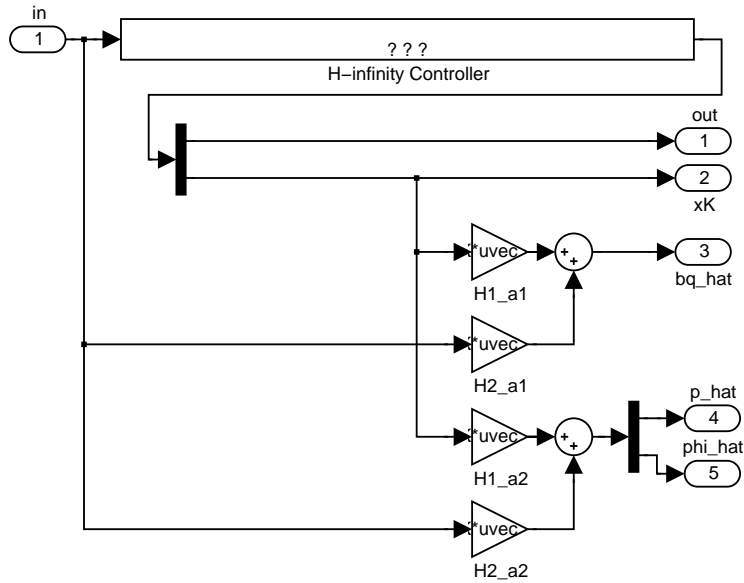 in
1
? ? ?
H−infinity Controller
out
1
2
xK
*uvec
+
+
3
H1_a1
bq_hat
*uvec
H2_a1
p_hat
*uvec
+
+
4
phi_hat
H1_a2
5
*uvec
H2_a2